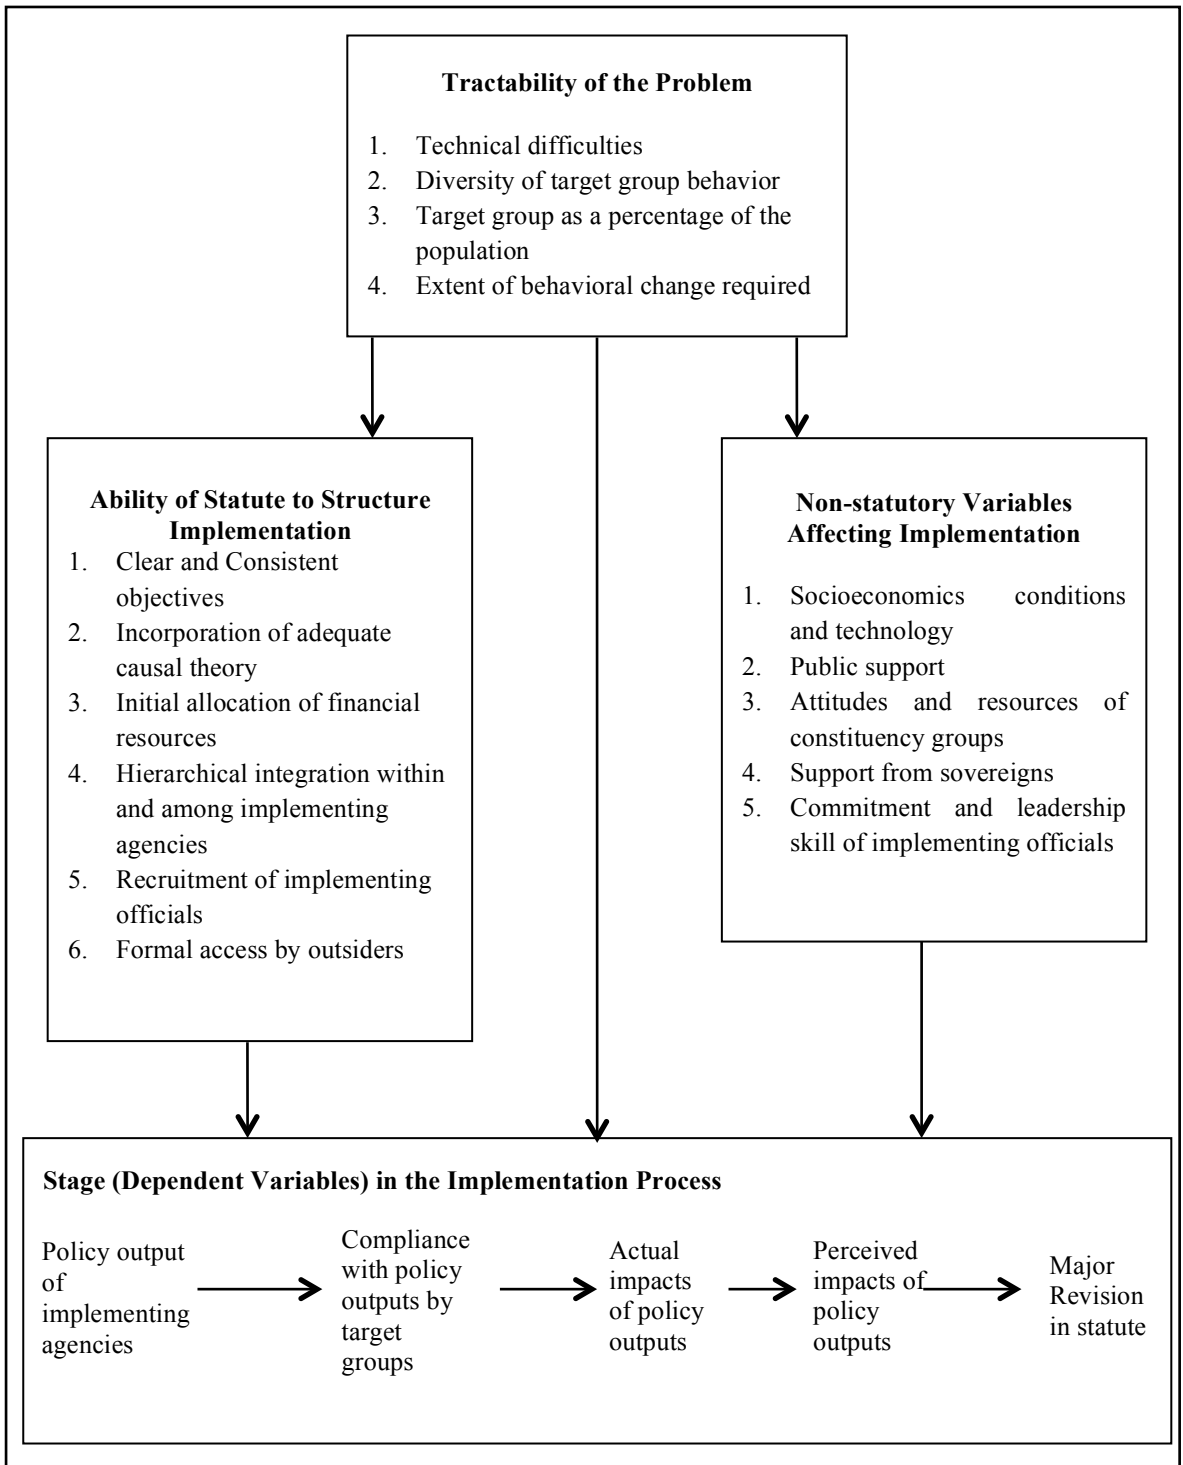 Tractability of the Problem
1. Technical difficulties
2. Diversity of target group behavior
3. Target group as a percentage of the
population
4. Extent of behavioral change required
Ability of Statute to Structure
Implementation
1. Clear and Consistent
objectives
2. Incorporation of adequate
causal theory
3. Initial allocation of financial
resources
4. Hierarchical integration within
and among implementing
agencies
5. Recruitment of implementing
officials
6. Formal access by outsiders
Non-statutory Variables
Affecting Implementation
1. Socioeconomics conditions
and technology
2. Public support
3. Attitudes and resources of
constituency groups
4. Support from sovereigns
5. Commitment and leadership
skill of implementing officials
Stage (Dependent Variables) in the Implementation Process
Policy output
of
implementing
agencies
Compliance
with policy
outputs by
target
groups
Actual
impacts
of policy
outputs
Perceived
impacts of
policy
outputs
Major
Revision
in statute